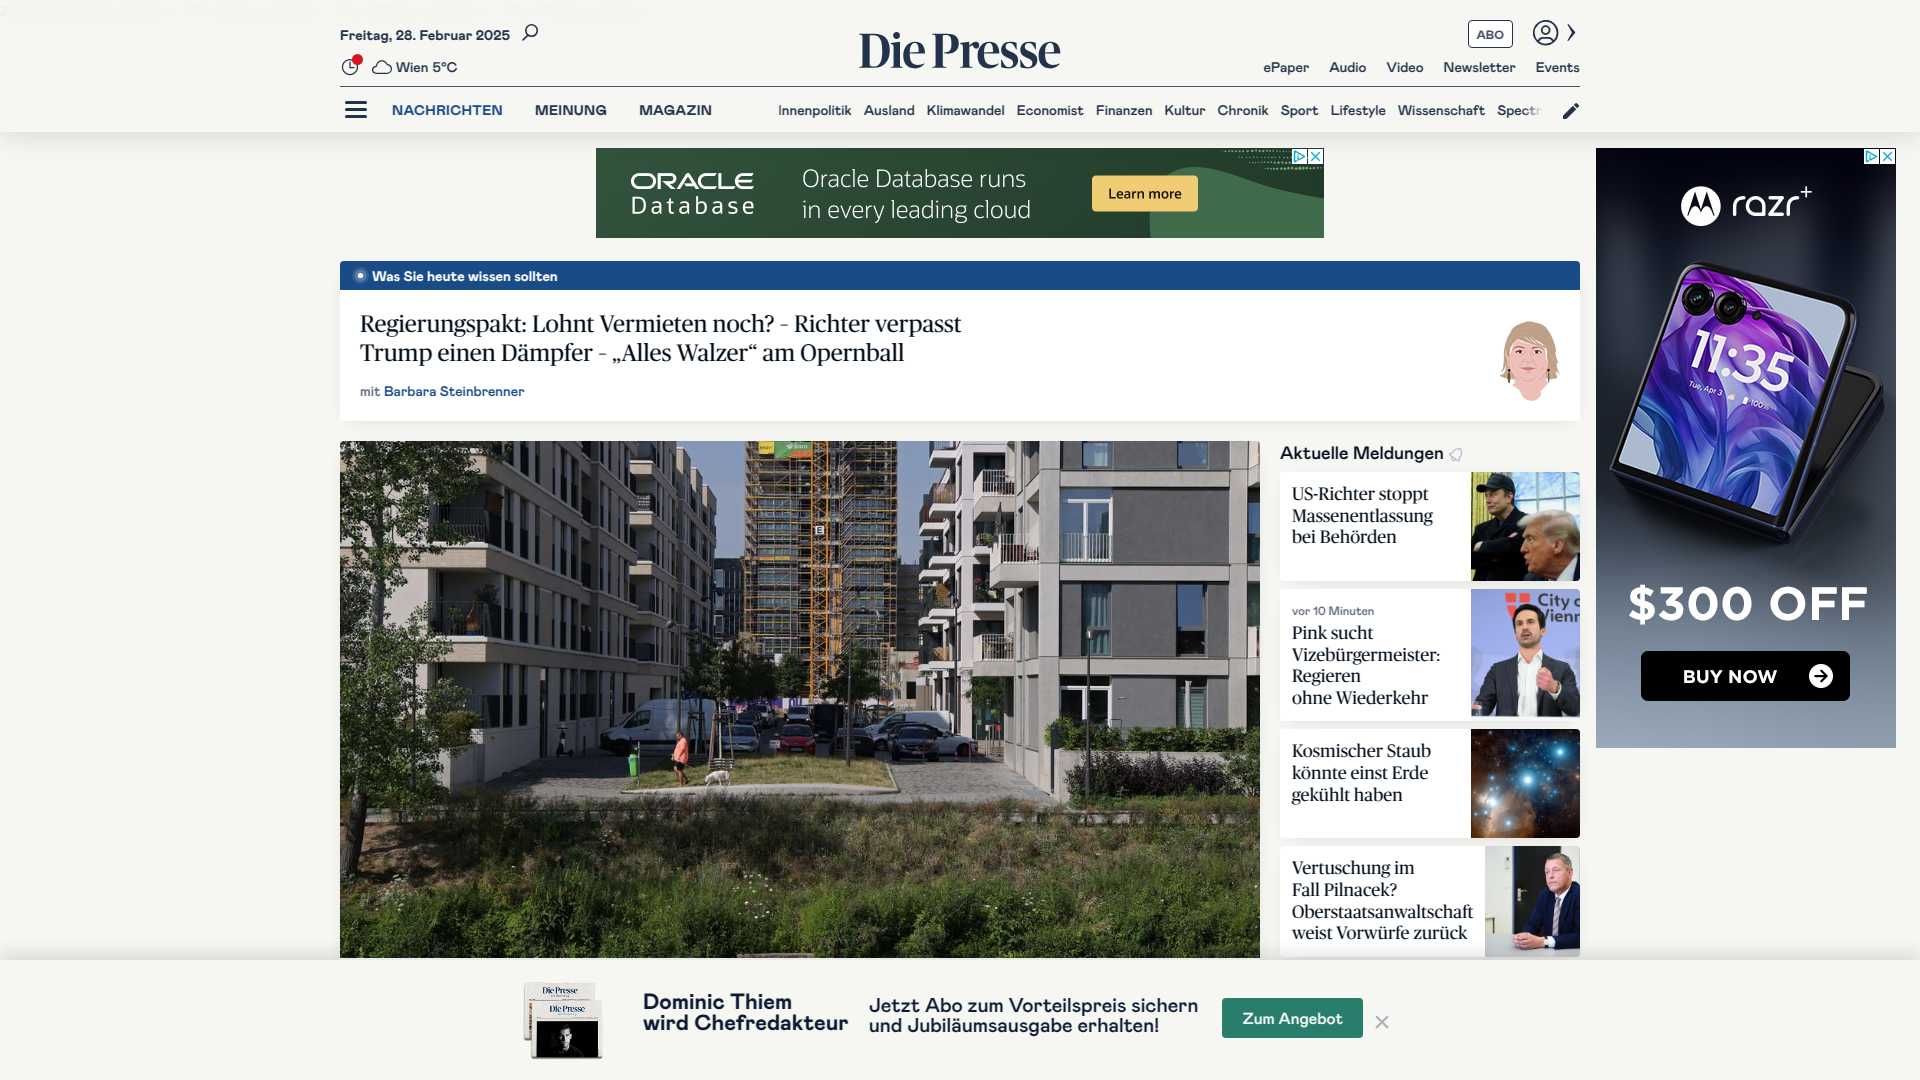 Freitag, 28. Februar 2025
Wien 5°C
Die Presse
ABO
ePaper Audio Video Newsletter Events
NACHRICHTEN MEINUNG MAGAZIN
Innenpolitik Ausland Klimawandel Economist Finanzen Kultur Chronik Sport Lifestyle Wissenschaft Spectr
ORACLE
Database
Oracle Database runs
in every leading cloud
Learn more
Was Sie heute wissen sollten
Regierungspakt: Lohnt Vermieten noch? – Richter verpasst
Trump einen Dämpfer – „Alles Walzer“ am Opernball
mit Barbara Steinbrenner
Aktuelle Meldungen
US-Richter stoppt
Massenentlassung
bei Behörden
vor 10 Minuten
Pink sucht
Vizebürgermeister:
Regieren
ohne Wiederkehr
City o
Vienn
Kosmischer Staub
könnte einst Erde
gekühlt haben
Vertuschung im
Fall Pilnacek?
Oberstaatsanwaltschaft
weist Vorwürfe zurück
razr+
11:35
Tue, Apr 3
100%
$300 OFF
BUY NOW
Die Presse
Die Presse
Dominic Thiem
wird Chefredakteur
Jetzt Abo zum Vorteilspreis sichern
und Jubiläumsausgabe erhalten!
Zum Angebot